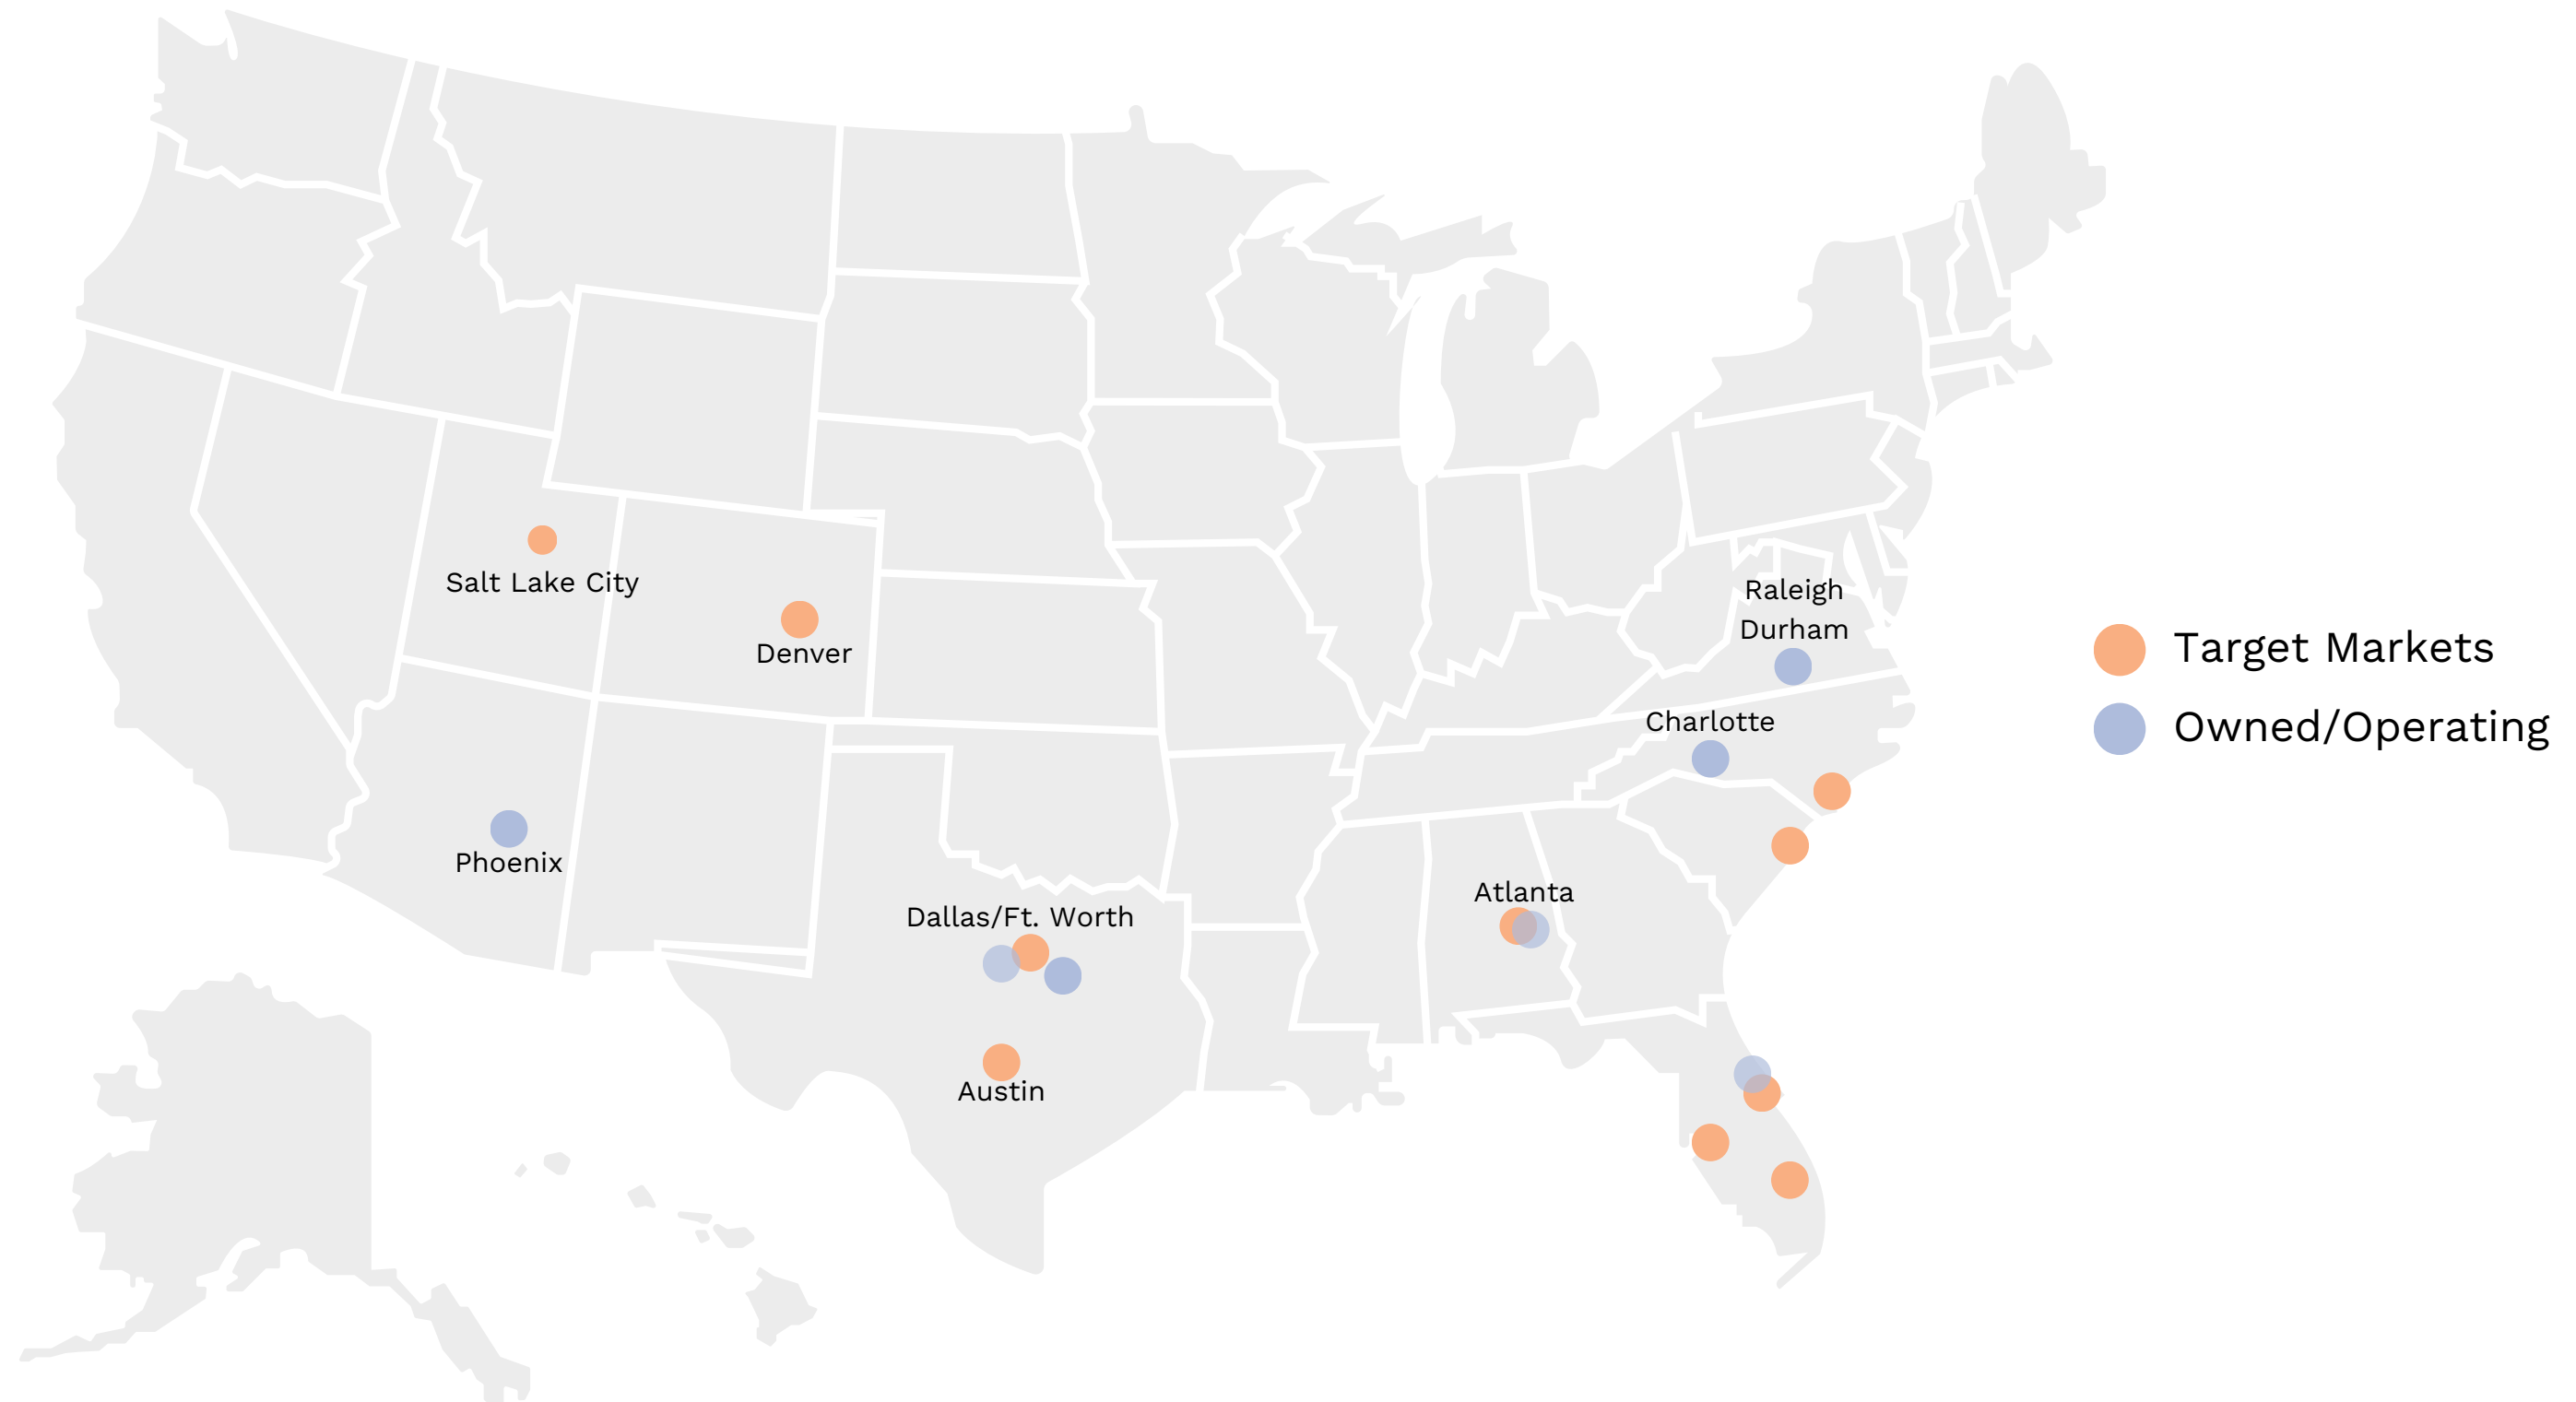 Salt Lake City
Denver
Raleigh
Durham
Charlotte
Phoenix
Dallas/Ft. Worth
Atlanta
Austin
Target Markets
Owned/Operating